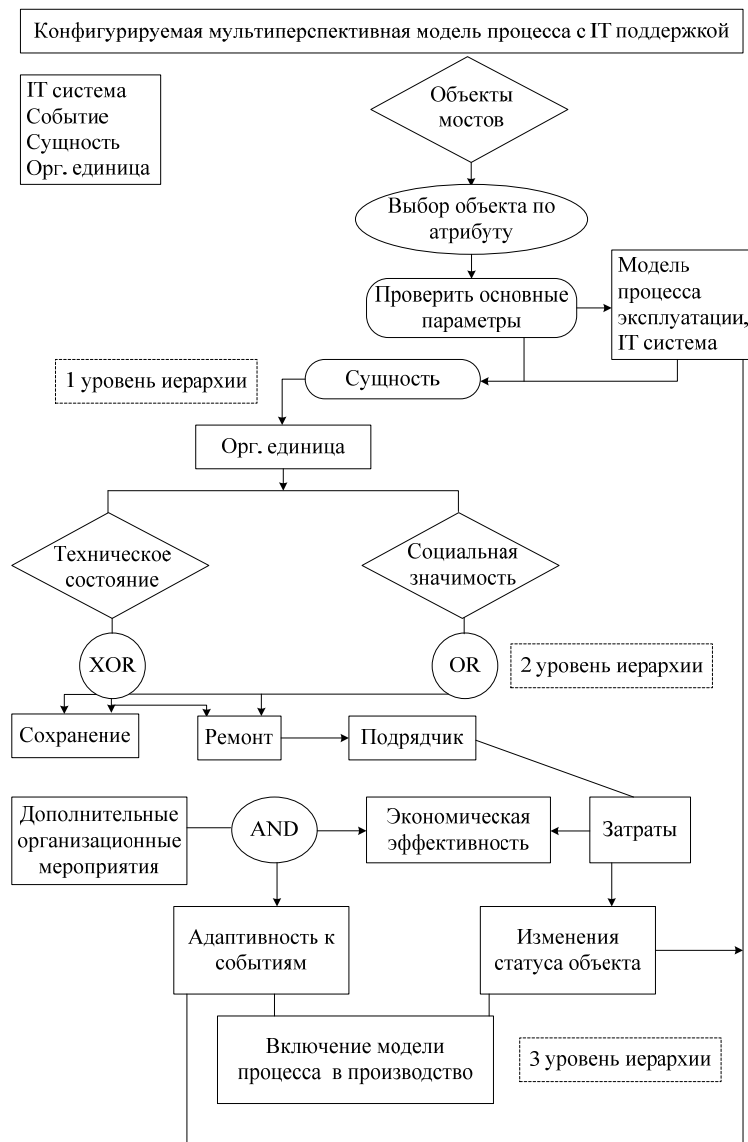 Конфигурируемая мультиперспективная модель процесса с IT поддержкой
IT система
Событие
Сущность
Орг. единица
Объекты
мостов
Выбор объекта по
атрибуту
Проверить основные
параметры
Модель
процесса
эксплуатации,
IT система
1 уровень иерархии
Сущность
Орг. единица
Техническое
состояние
Социальная
значимость
XOR
OR
2 уровень иерархии
Сохранение
Ремонт
Подрядчик
Дополнительные
организационные
мероприятия
AND
Экономическая
эффективность
Затраты
Адаптивность к
событиям
Изменения
статуса объекта
Включение модели
процесса в производство
3 уровень иерархии